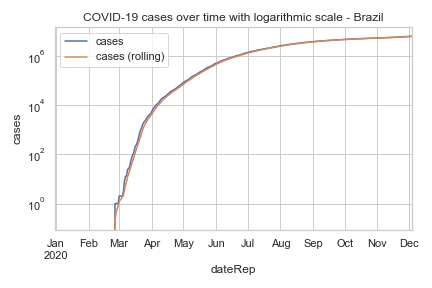 COVID-19 cases over time with logarithmic scale - Brazil
cases
cases (rolling)
10^6
10^4
10^2
10^0
cases
Jan Feb Mar Apr May Jun Jul Aug Sep Oct Nov Dec
2020
dateRep